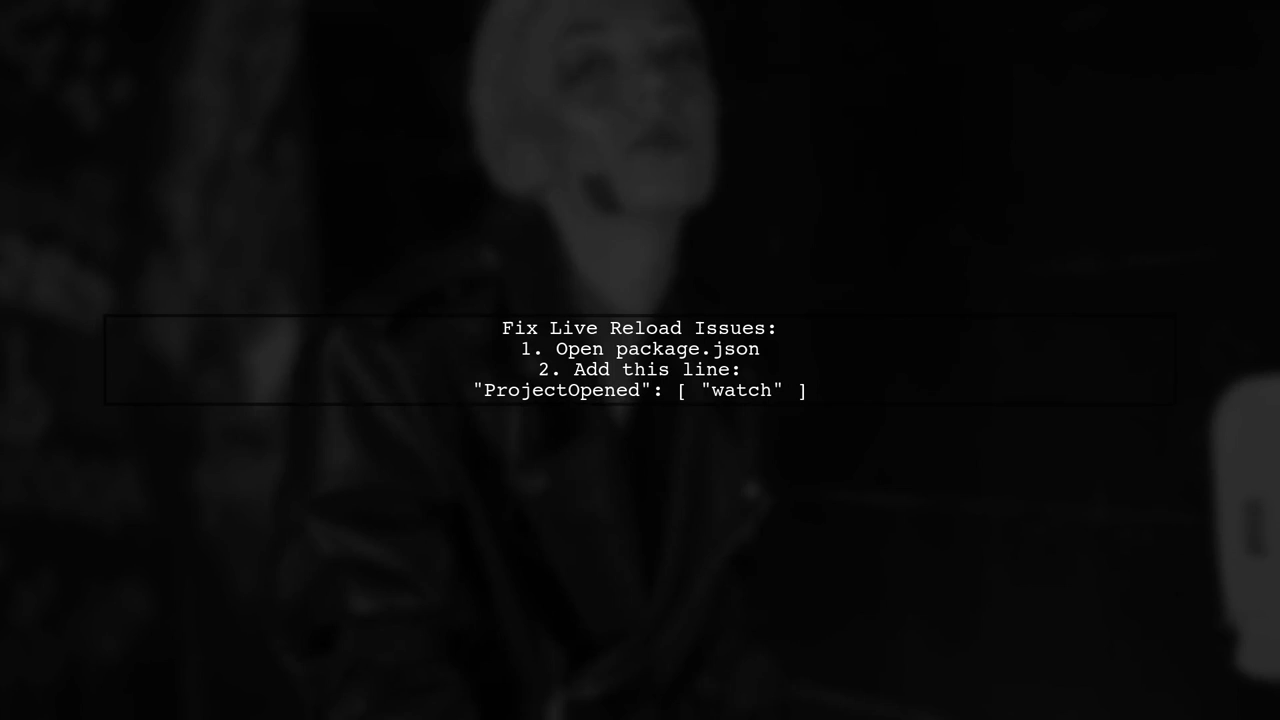 Fix Live Reload Issues:
1. Open package.json
2. Add this line:
"ProjectOpened": [ "watch" ]